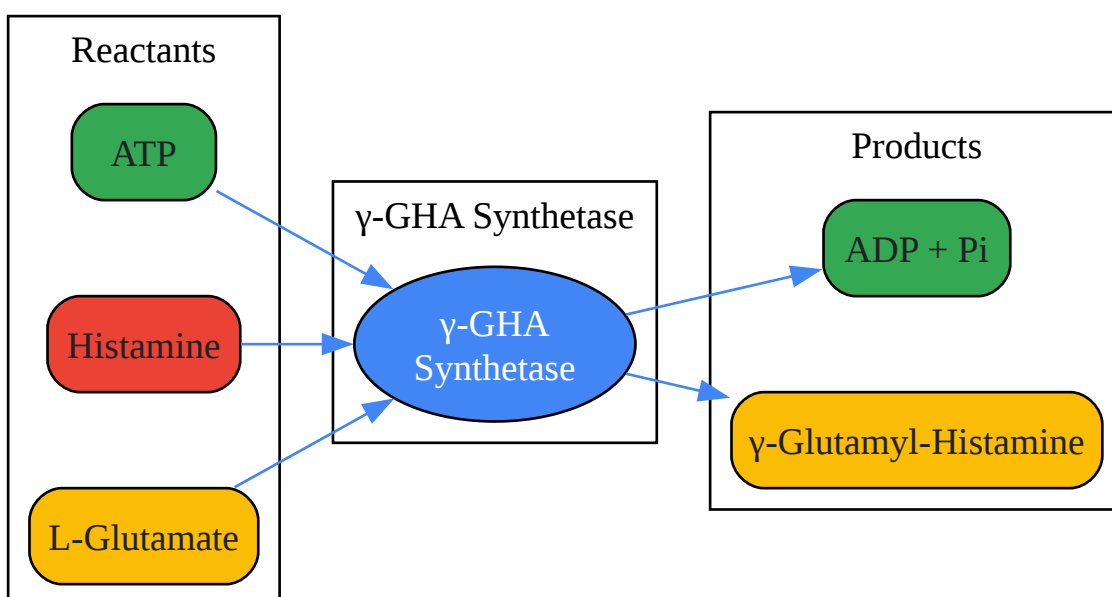 Reactants
ATP
Histamine
L-Glutamate
γ-GHA Synthetase
γ-GHA
Synthetase
Products
ADP + Pi
γ-Glutamyl-Histamine